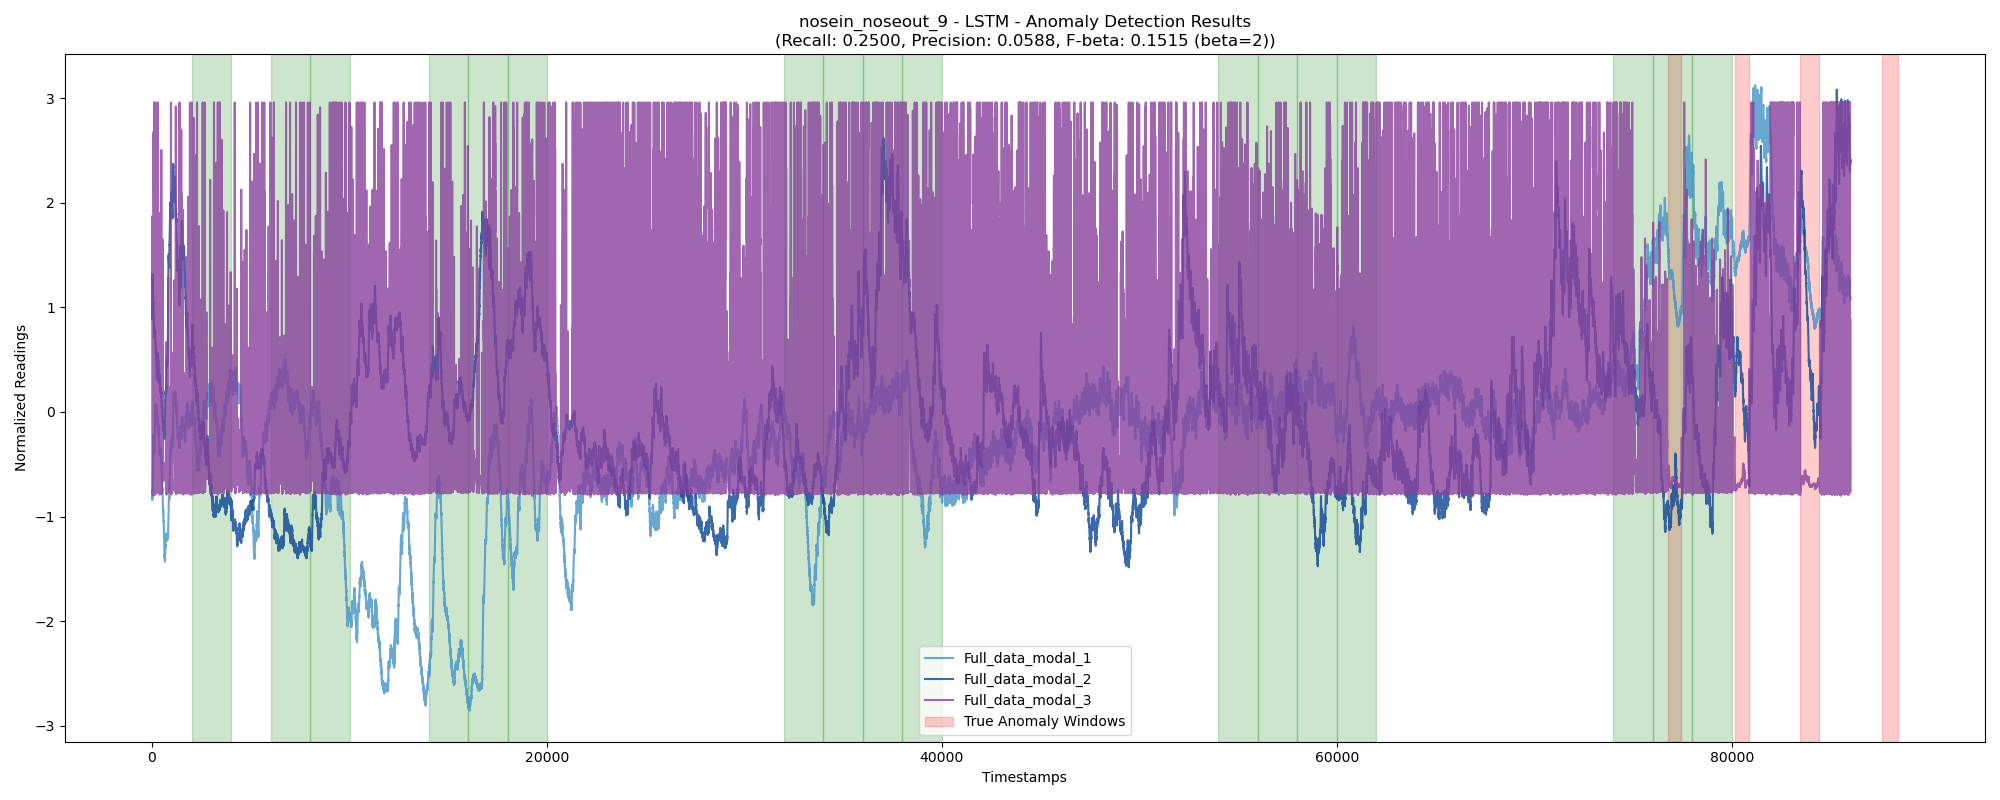 nosein_noseout_9 - LSTM - Anomaly Detection Results
(Recall: 0.2500, Precision: 0.0588, F-beta: 0.1515 (beta=2))
Normalized Readings
3
2
1
0
−1
−2
−3
0
20000
40000
60000
80000
Timestamps
Full_data_modal_1
Full_data_modal_2
Full_data_modal_3
True Anomaly Windows